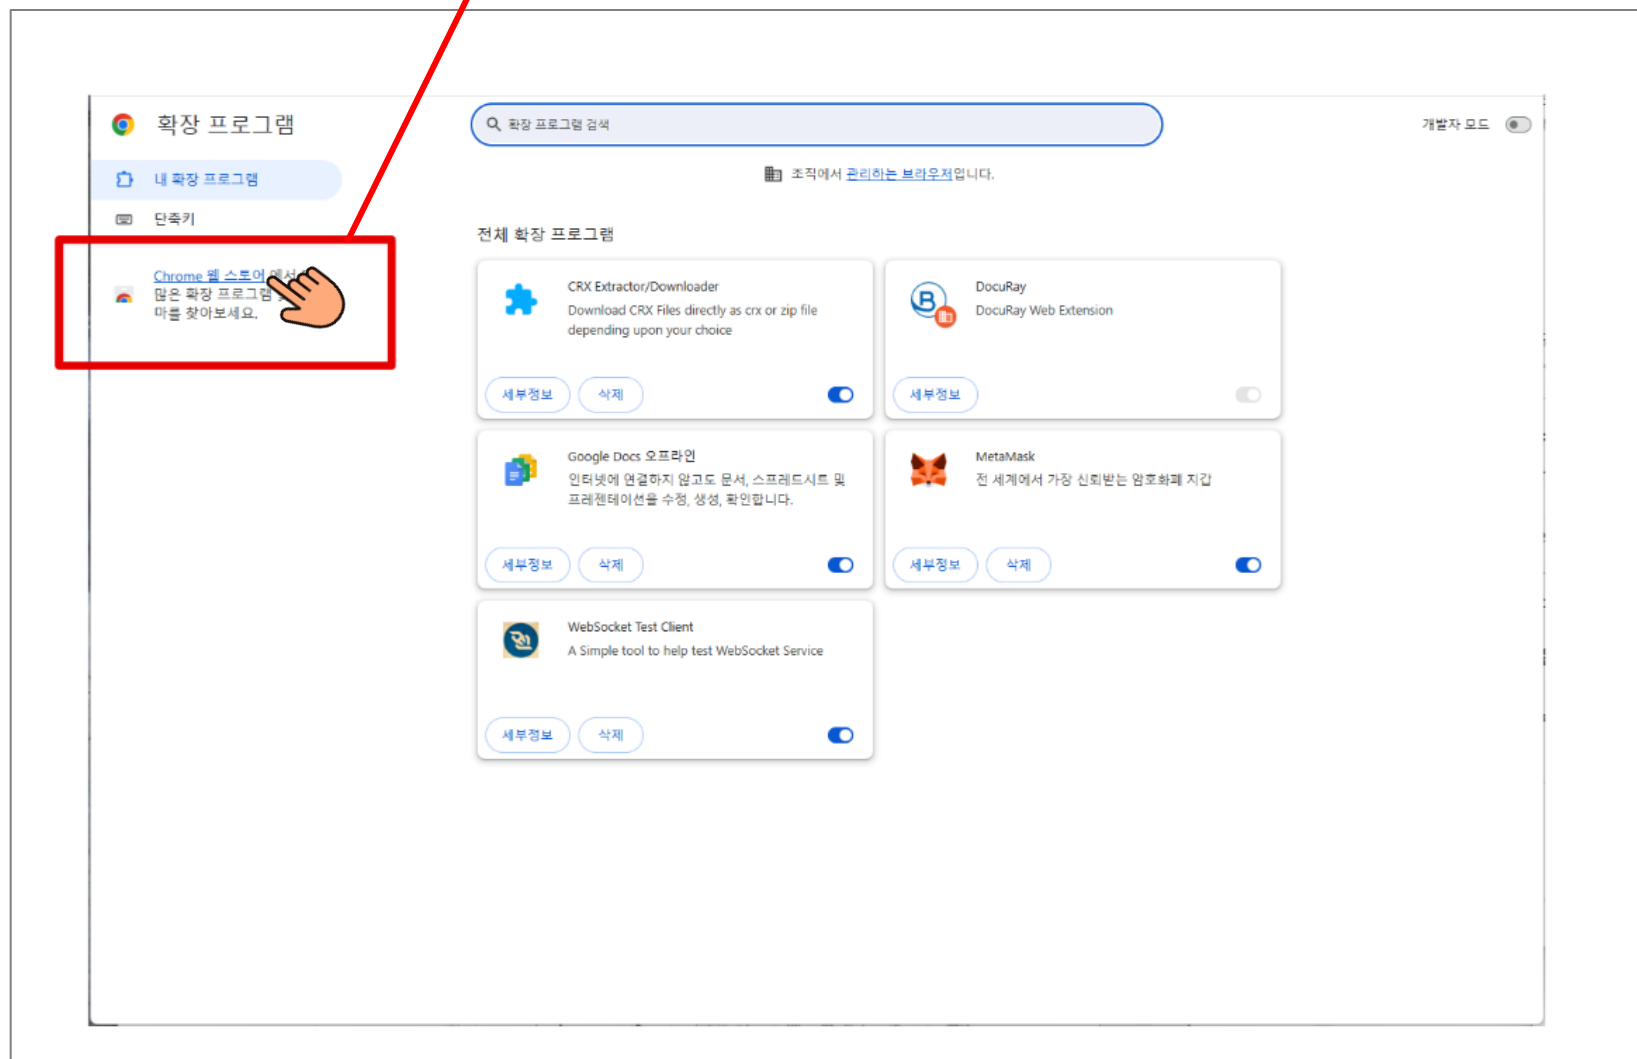 확장 프로그램
확장 프로그램 검색
개발자 모드
내 확장 프로그램
조직에서 관리하는 브라우저입니다.
단축키
Chrome 웹 스토어 에서
많은 확장 프로그램
마를 찾아보세요.
전체 확장 프로그램
CRX Extractor/Downloader
Download CRX Files directly as crx or zip file
depending upon your choice
세부정보 삭제
DocuRay
DocuRay Web Extension
세부정보
Google Docs 오프라인
인터넷에 연결하지 않고도 문서, 스프레드시트 및
프레젠테이션을 수정, 생성, 확인합니다.
세부정보 삭제
MetaMask
전 세계에서 가장 신뢰받는 암호화폐 지갑
세부정보 삭제
WebSocket Test Client
A Simple tool to help test WebSocket Service
세부정보 삭제